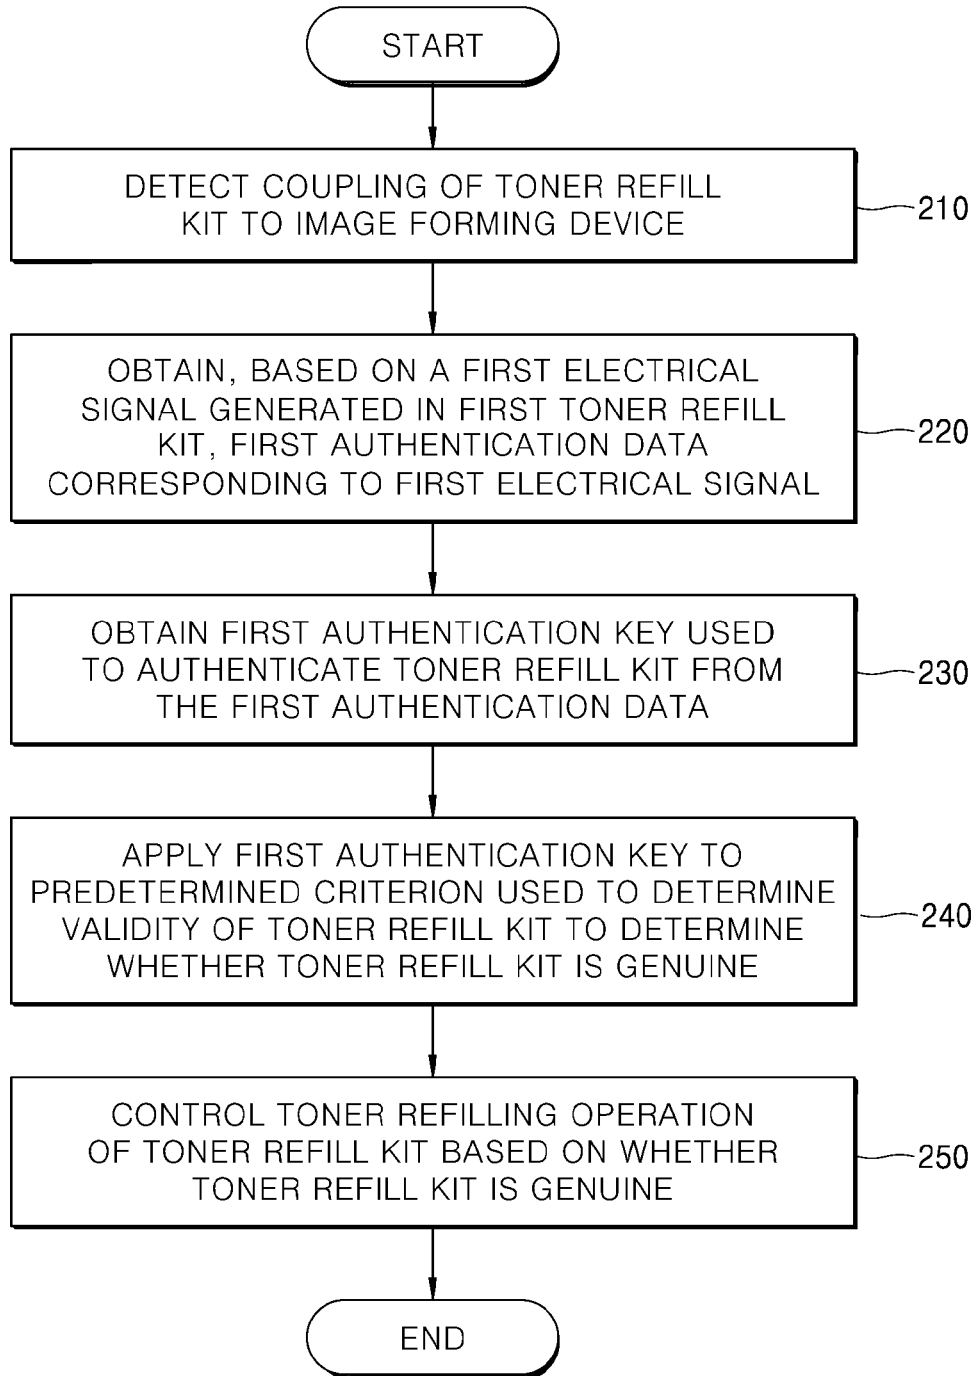 START
DETECT COUPLING OF TONER REFILL
KIT TO IMAGE FORMING DEVICE
210
OBTAIN, BASED ON A FIRST ELECTRICAL
SIGNAL GENERATED IN FIRST TONER REFILL
KIT, FIRST AUTHENTICATION DATA
CORRESPONDING TO FIRST ELECTRICAL SIGNAL
220
OBTAIN FIRST AUTHENTICATION KEY USED
TO AUTHENTICATE TONER REFILL KIT FROM
THE FIRST AUTHENTICATION DATA
230
APPLY FIRST AUTHENTICATION KEY TO
PREDETERMINED CRITERION USED TO DETERMINE
VALIDITY OF TONER REFILL KIT TO DETERMINE
WHETHER TONER REFILL KIT IS GENUINE
240
CONTROL TONER REFILLING OPERATION
OF TONER REFILL KIT BASED ON WHETHER
TONER REFILL KIT IS GENUINE
250
END